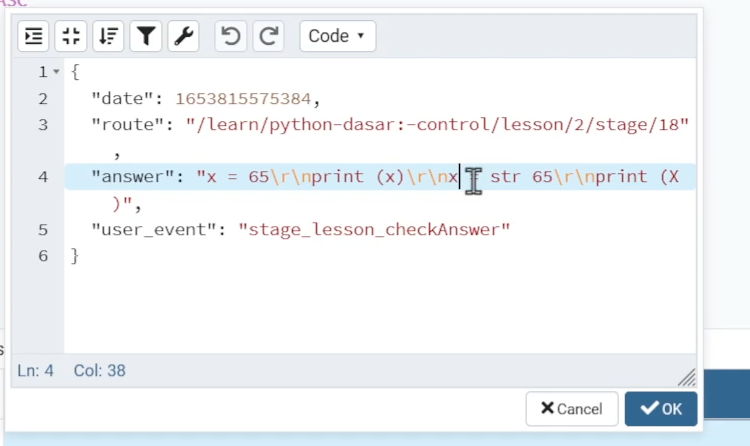 ASC
Code
1 {
2 "date": 1653815575384,
3 "route": "/learn/python-dasar:-control/lesson/2/stage/18"
,
4 "answer": "x = 65\r\nprint (x)\r\nx = str 65\r\nprint (X
)",
5 "user_event": "stage_lesson_checkAnswer"
6 }
s
Ln: 4 Col: 38
Cancel
OK